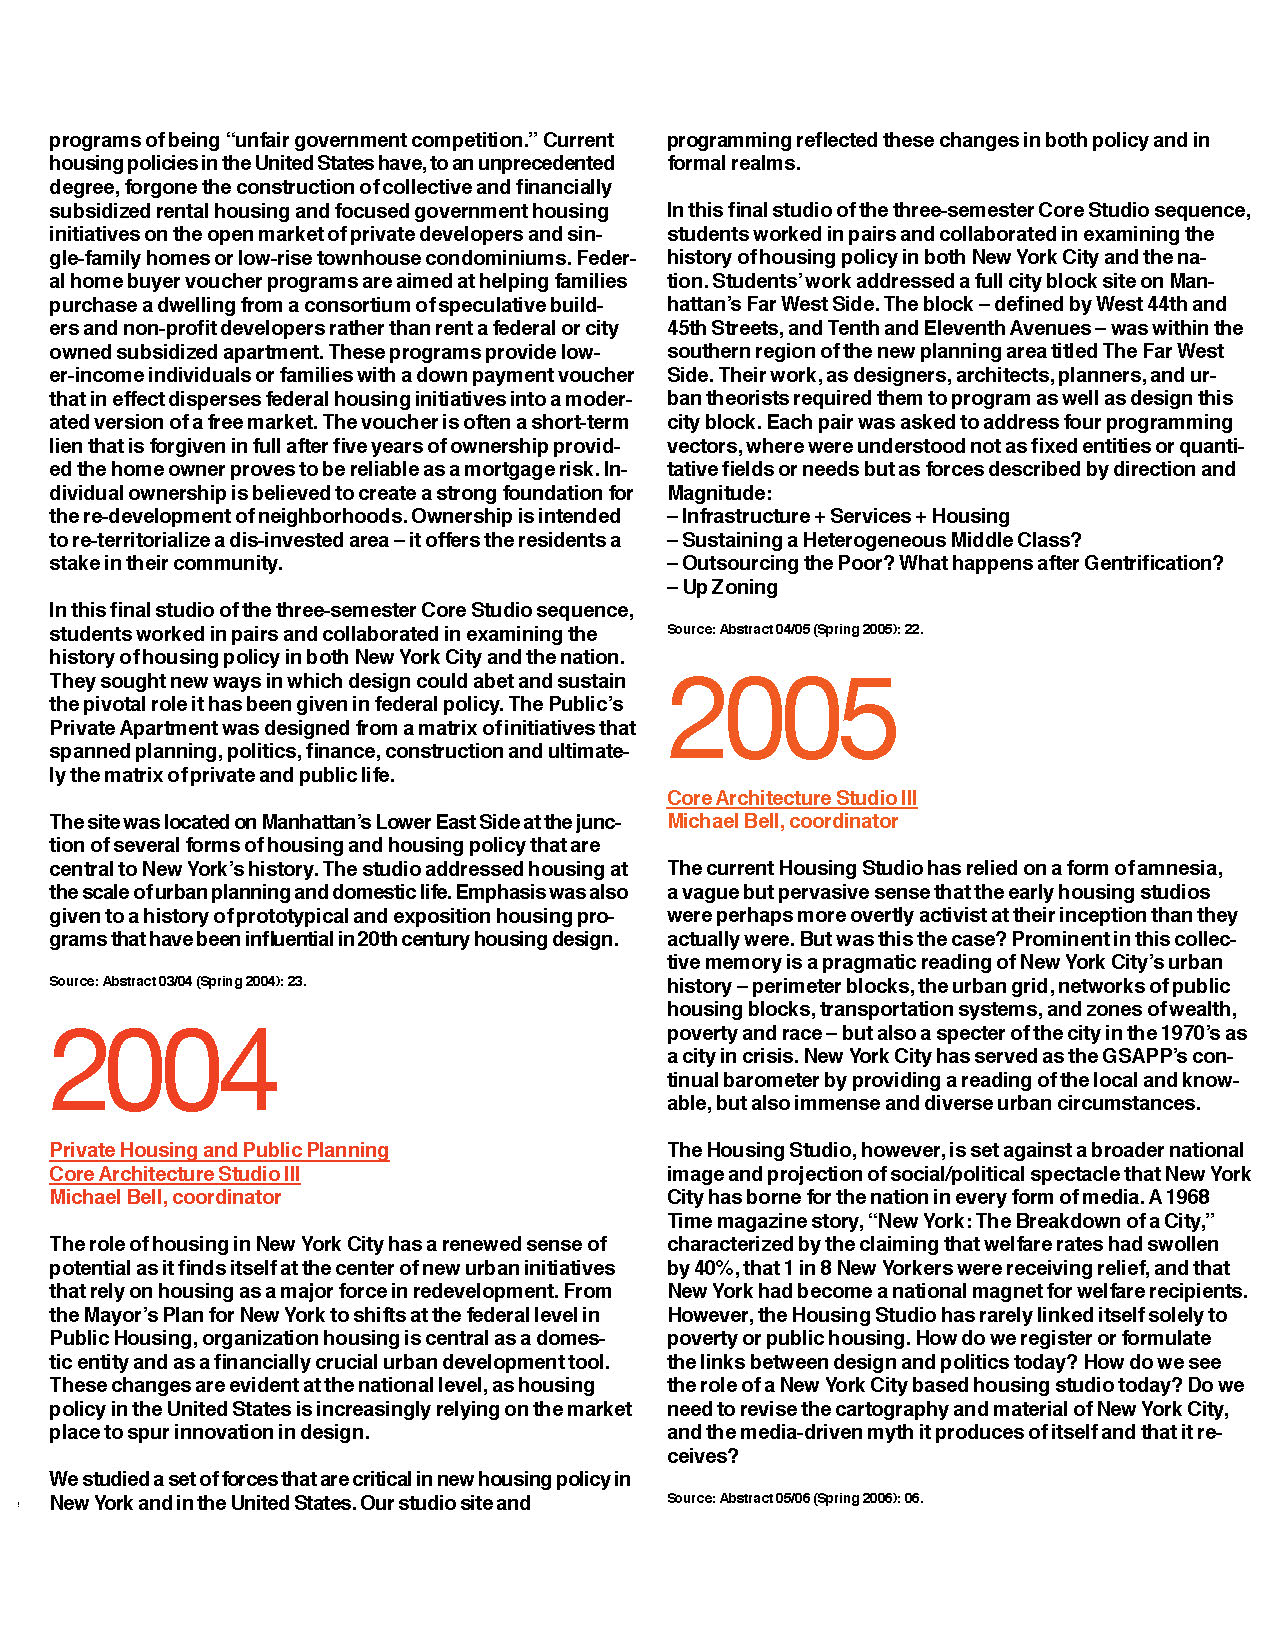 programs of being “unfair government competition.” Current
housing policies in the United States have, to an unprecedented
degree, forgone the construction of collective and financially
subsidized rental housing and focused government housing
initiatives on the open market of private developers and sin-
gle-family homes or low-rise townhouse condominiums. Feder-
al home buyer voucher programs are aimed at helping families
purchase a dwelling from a consortium of speculative build-
ers and non-profit developers rather than rent a federal or city
owned subsidized apartment. These programs provide low-
er-income individuals or families with a down payment voucher
that in effect disperses federal housing initiatives into a moder-
ated version of a free market. The voucher is often a short-term
lien that is forgiven in full after five years of ownership provid-
ed the home owner proves to be reliable as a mortgage risk. In-
dividual ownership is believed to create a strong foundation for
the re-development of neighborhoods. Ownership is intended
to re-territorialize a dis-invested area – it offers the residents a
stake in their community.
In this final studio of the three-semester Core Studio sequence,
students worked in pairs and collaborated in examining the
history of housing policy in both New York City and the nation.
They sought new ways in which design could abet and sustain
the pivotal role it has been given in federal policy. The Public’s
Private Apartment was designed from a matrix of initiatives that
spanned planning, politics, finance, construction and ultimate-
ly the matrix of private and public life.
The site was located on Manhattan’s Lower East Side at the junc-
tion of several forms of housing and housing policy that are
central to New York’s history. The studio addressed housing at
the scale of urban planning and domestic life. Emphasis was also
given to a history of prototypical and exposition housing pro-
grams that have been influential in 20th century housing design.
Source: Abstract 03/04 (Spring 2004): 23.
2004
Private Housing and Public Planning
Core Architecture Studio III
Michael Bell, coordinator
The role of housing in New York City has a renewed sense of
potential as it finds itself at the center of new urban initiatives
that rely on housing as a major force in redevelopment. From
the Mayor’s Plan for New York to shifts at the federal level in
Public Housing, organization housing is central as a domes-
tic entity and as a financially crucial urban development tool.
These changes are evident at the national level, as housing
policy in the United States is increasingly relying on the market
place to spur innovation in design.
We studied a set of forces that are critical in new housing policy in
New York and in the United States. Our studio site and
programming reflected these changes in both policy and in
formal realms.
In this final studio of the three-semester Core Studio sequence,
students worked in pairs and collaborated in examining the
history of housing policy in both New York City and the na-
tion. Students’ work addressed a full city block site on Man-
hattan’s Far West Side. The block – defined by West 44th and
45th Streets, and Tenth and Eleventh Avenues – was within the
southern region of the new planning area titled The Far West
Side. Their work, as designers, architects, planners, and ur-
ban theorists required them to program as well as design this
city block. Each pair was asked to address four programming
vectors, where were understood not as fixed entities or quanti-
tative fields or needs but as forces described by direction and
Magnitude:
– Infrastructure + Services + Housing
– Sustaining a Heterogeneous Middle Class?
– Outsourcing the Poor? What happens after Gentrification?
– Up Zoning
Source: Abstract 04/05 (Spring 2005): 22.
2005
Core Architecture Studio III
Michael Bell, coordinator
The current Housing Studio has relied on a form of amnesia,
a vague but pervasive sense that the early housing studios
were perhaps more overtly activist at their inception than they
actually were. But was this the case? Prominent in this collec-
tive memory is a pragmatic reading of New York City’s urban
history – perimeter blocks, the urban grid, networks of public
housing blocks, transportation systems, and zones of wealth,
poverty and race – but also a specter of the city in the 1970’s as
a city in crisis. New York City has served as the GSAPP’s con-
tinual barometer by providing a reading of the local and know-
able, but also immense and diverse urban circumstances.
The Housing Studio, however, is set against a broader national
image and projection of social/political spectacle that New York
City has borne for the nation in every form of media. A 1968
Time magazine story, “New York: The Breakdown of a City,”
characterized by the claiming that welfare rates had swollen
by 40%, that 1 in 8 New Yorkers were receiving relief, and that
New York had become a national magnet for welfare recipients.
However, the Housing Studio has rarely linked itself solely to
poverty or public housing. How do we register or formulate
the links between design and politics today? How do we see
the role of a New York City based housing studio today? Do we
need to revise the cartography and material of New York City,
and the media-driven myth it produces of itself and that it re-
ceives?
Source: Abstract 05/06 (Spring 2006): 06.